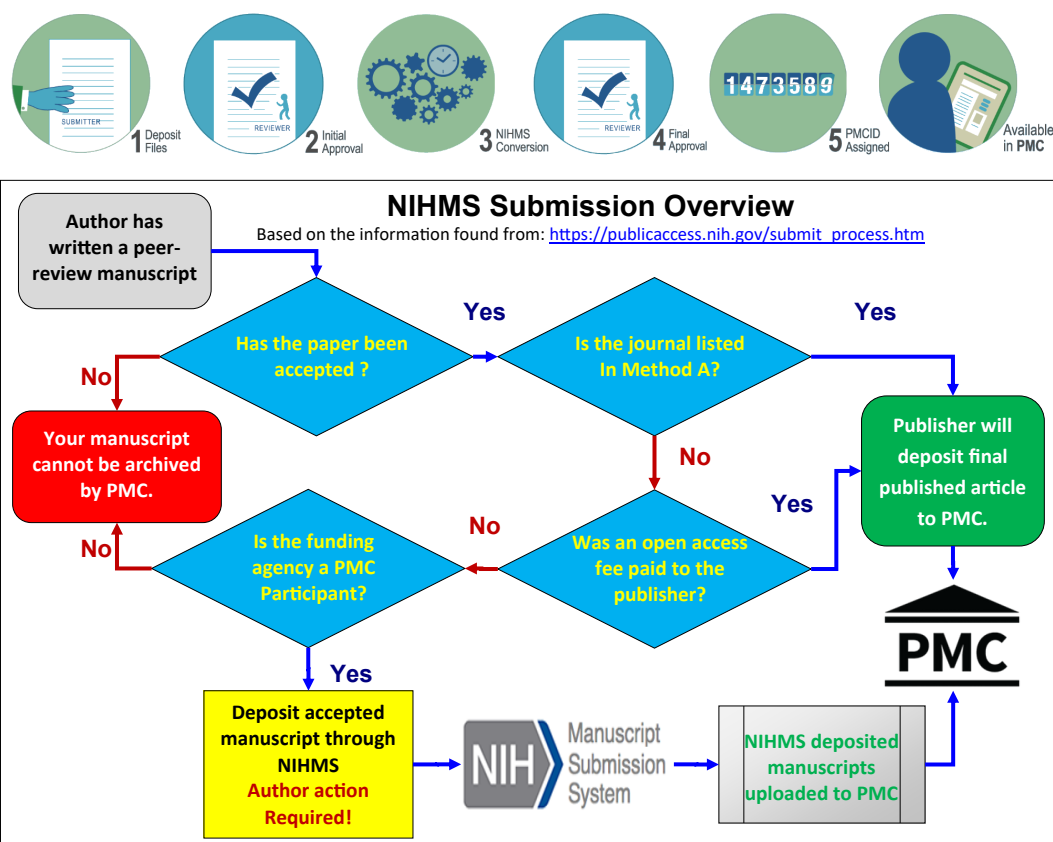 SUBMITTER
1 Deposit
Files
REVIEWER
2 Initial
Approval
3 NIHMS
Conversion
REVIEWER
4 Final
Approval
1473589
5 PMCID
Assigned
Available
in PMC
NIHMS Submission Overview
Based on the information found from: https://publicaccess.nih.gov/submit_process.htm
Author has
written a peer-
review manuscript
Has the paper been
accepted ?
Yes
Is the journal listed
In Method A?
Yes
No
Your manuscript
cannot be archived
by PMC.
No
Publisher will
deposit final
published article
to PMC.
Yes
Was an open access
fee paid to the
publisher?
No
Is the funding
agency a PMC
Participant?
No
PMC
Yes
Deposit accepted
manuscript through
NIHMS
Author action
Required!
NIH
Manuscript
Submission
System
NIHMS deposited
manuscripts
uploaded to PMC